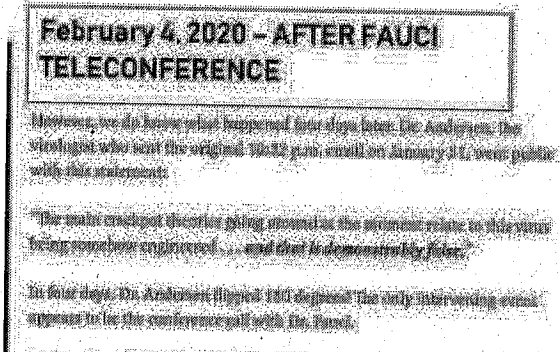 February 4, 2020 – AFTER FAUCI
TELECONFERENCE
However, we do know what happened four days later. Dr. Andersen, the
virologist who sent the original 10:32 p.m. email on January 31, went public
with this statement:
"The main crackpot theories going around at the moment relate to this virus
being somehow engineered . . . and that is demonstrably false."
In four days, Dr. Andersen flipped 180 degrees! The only intervening event
appears to be the conference call with Dr. Fauci.